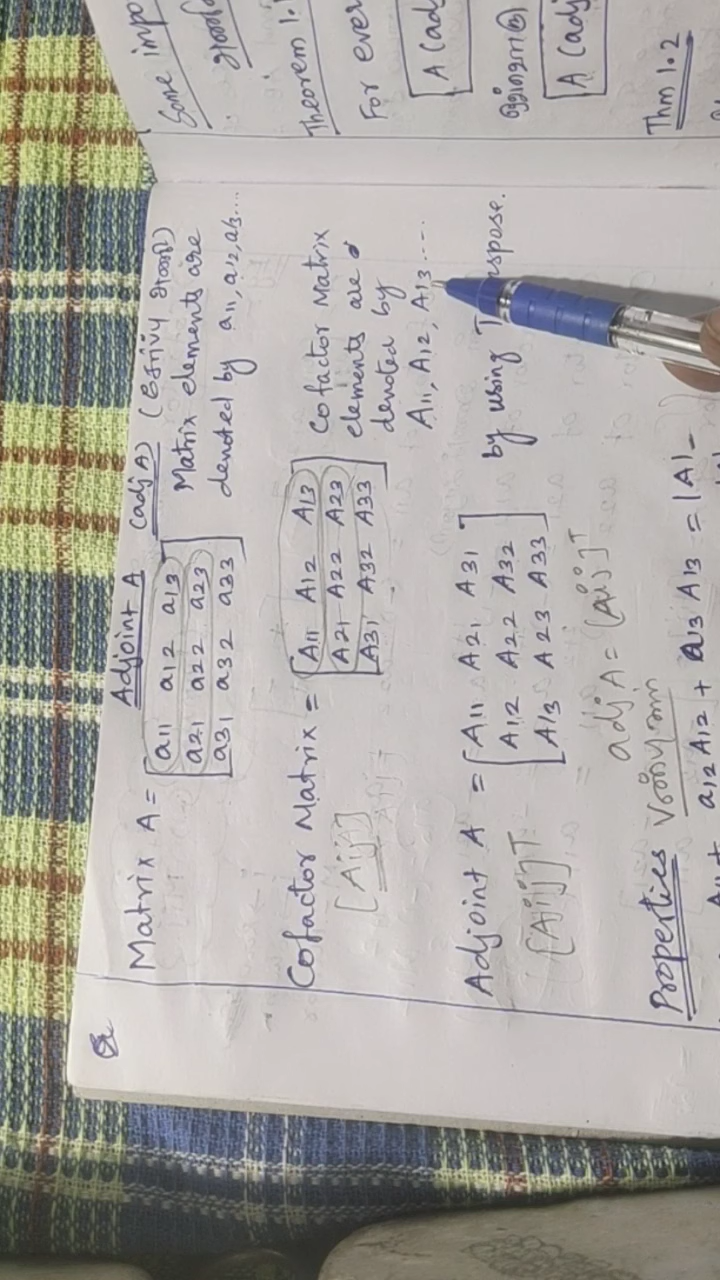 Adjoint A (adj A)
Matrix A = [a11 a12 a13
a21 a22 a23
a31 a32 a33]
Matrix elements are
denoted by a11, a12, a13...
Cofactor Matrix = [A11 A12 A13
A21 A22 A23
A31 A32 A33]
[Aij]
Cofactor Matrix
elements are
denoted by
A11, A12, A13 ....
Adjoint A = [A11 A21 A31
A12 A22 A32
A13 A23 A33]
by using
[Aij]T
adj A = [aij]T
Properties
a12 A12 + a13 A13 = |A| -
Some impo
Theorem 1.1
For ever
A (adj
A (adj
Thm 1.2